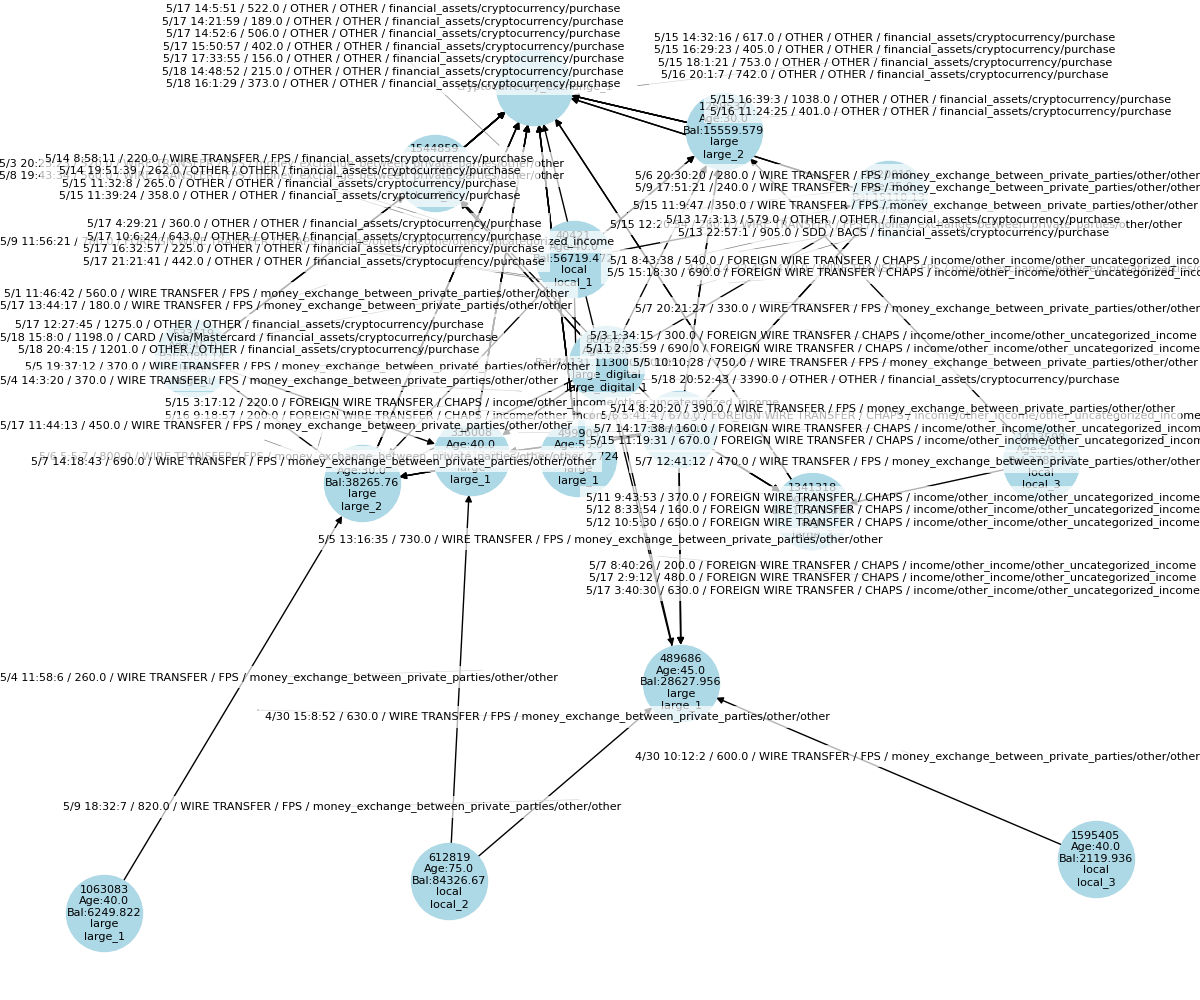 5/17 14:5:51 / 522.0 / OTHER / OTHER / financial_assets/cryptocurrency/purchase
5/17 14:21:59 / 189.0 / OTHER / OTHER / financial_assets/cryptocurrency/purchase
5/17 14:52:6 / 506.0 / OTHER / OTHER / financial_assets/cryptocurrency/purchase
5/17 15:50:57 / 402.0 / OTHER / OTHER / financial_assets/cryptocurrency/purchase
5/17 17:33:55 / 156.0 / OTHER / OTHER / financial_assets/cryptocurrency/purchase
5/18 14:48:52 / 215.0 / OTHER / OTHER / financial_assets/cryptocurrency/purchase
5/18 16:1:29 / 373.0 / OTHER / OTHER / financial_assets/cryptocurrency/purchase
5/15 14:32:16 / 617.0 / OTHER / OTHER / financial_assets/cryptocurrency/purchase
5/15 16:29:23 / 405.0 / OTHER / OTHER / financial_assets/cryptocurrency/purchase
5/15 18:1:21 / 753.0 / OTHER / OTHER / financial_assets/cryptocurrency/purchase
5/16 20:1:7 / 742.0 / OTHER / OTHER / financial_assets/cryptocurrency/purchase
5/15 16:39:3 / 1038.0 / OTHER / OTHER / financial_assets/cryptocurrency/purchase
5/16 11:24:25 / 401.0 / OTHER / OTHER / financial_assets/cryptocurrency/purchase
Bal:15559.579
large
large_2
1544859
5/14 8:58:11 / 220.0 / WIRE TRANSFER / FPS / financial_assets/cryptocurrency/purchase
5/14 19:51:39 / 262.0 / OTHER / OTHER / financial_assets/cryptocurrency/purchase
5/15 11:32:8 / 265.0 / OTHER / OTHER / financial_assets/cryptocurrency/purchase
5/15 11:39:24 / 358.0 / OTHER / OTHER / financial_assets/cryptocurrency/purchase
5/6 20:30:20 / 280.0 / WIRE TRANSFER / FPS / money_exchange_between_private_parties/other/other
5/9 17:51:21 / 240.0 / WIRE TRANSFER / FPS / money_exchange_between_private_parties/other/other
5/15 11:9:47 / 350.0 / WIRE TRANSFER / FPS / money_exchange_between_private_parties/other/other
5/13 17:3:13 / 579.0 / OTHER / OTHER / financial_assets/cryptocurrency/purchase
5/13 22:57:1 / 905.0 / SDD / BACS / financial_assets/cryptocurrency/purchase
5/17 4:29:21 / 360.0 / OTHER / OTHER / financial_assets/cryptocurrency/purchase
5/17 10:6:24 / 643.0 / OTHER / OTHER / financial_assets/cryptocurrency/purchase
5/17 16:32:57 / 225.0 / OTHER / OTHER / financial_assets/cryptocurrency/purchase
5/17 21:21:41 / 442.0 / OTHER / OTHER / financial_assets/cryptocurrency/purchase
5/9 11:56:21 /
local
local_1
5/1 8:43:38 / 540.0 / FOREIGN WIRE TRANSFER / CHAPS / income/other_income/other_uncategorized_inco
5/5 15:18:30 / 690.0 / FOREIGN WIRE TRANSFER / CHAPS / income/other_income/other_uncategorized_inco
5/1 11:46:42 / 560.0 / WIRE TRANSFER / FPS / money_exchange_between_private_parties/other/other
5/17 13:44:17 / 180.0 / WIRE TRANSFER / FPS / money_exchange_between_private_parties/other/other
5/7 20:21:27 / 330.0 / WIRE TRANSFER / FPS / money_exchange_between_private_parties/other/other
5/17 12:27:45 / 1275.0 / OTHER / OTHER / financial_assets/cryptocurrency/purchase
5/18 15:8:0 / 1198.0 / CARD / Visa/Mastercard / financial_assets/cryptocurrency/purchase
5/18 20:4:15 / 1201.0 / OTHER / OTHER / financial_assets/cryptocurrency/purchase
5/3 1:34:15 / 300.0 / FOREIGN WIRE TRANSFER / CHAPS / income/other_income/other_uncategorized_income
5/11 2:35:59 / 690.0 / FOREIGN WIRE TRANSFER / CHAPS / income/other_income/other_uncategorized_income
5/5 10:10:28 / 750.0 / WIRE TRANSFER / FPS / money_exchange_between_private_parties/other/other
5/5 19:37:12 / 370.0 / WIRE TRANSFER / FPS / money_exchange_between_private_parties/other/other
5/4 14:3:20 / 370.0 / WIRE TRANSFER / FPS / money_exchange_between_private_parties/other/other
large_digital
large_digital_1
5/18 20:52:43 / 3390.0 / OTHER / OTHER / financial_assets/cryptocurrency/purchase
5/15 5:17:12 / 220.0 / FOREIGN WIRE TRANSFER / CHAPS / income/other_income/other_uncategorized_income
5/16 9:18:57 / 200.0 / FOREIGN WIRE TRANSFER / CHAPS / income/other_income/other_uncategorized_income
5/14 8:20:20 / 390.0 / WIRE TRANSFER / FPS / money_exchange_between_private_parties/other/other
5/17 11:44:13 / 450.0 / WIRE TRANSFER / FPS / money_exchange_between_private_parties/other/other
5/7 14:17:38 / 160.0 / FOREIGN WIRE TRANSFER / CHAPS / income/other_income/other_uncategorized_incom
5/15 11:19:31 / 670.0 / FOREIGN WIRE TRANSFER / CHAPS / income/other_income/other_uncategorized_income
Age:40.0
large_1
large_1
5/7 14:18:43 / 690.0 / WIRE TRANSFER / FPS / money_exchange_between_private_parties/other/other
5/7 12:41:12 / 470.0 / WIRE TRANSFER / FPS / money_exchange_between_private_parties/other/other
Age:30.0
Bal:38265.76
large
large_2
local
local_3
1341318
5/11 9:43:53 / 370.0 / FOREIGN WIRE TRANSFER / CHAPS / income/other_income/other_uncategorized_income
5/12 8:33:54 / 160.0 / FOREIGN WIRE TRANSFER / CHAPS / income/other_income/other_uncategorized_income
5/12 10:5:30 / 650.0 / FOREIGN WIRE TRANSFER / CHAPS / income/other_income/other_uncategorized_income
5/5 13:16:35 / 730.0 / WIRE TRANSFER / FPS / money_exchange_between_private_parties/other/other
5/7 8:40:26 / 200.0 / FOREIGN WIRE TRANSFER / CHAPS / income/other_income/other_uncategorized_income
5/17 2:9:12 / 480.0 / FOREIGN WIRE TRANSFER / CHAPS / income/other_income/other_uncategorized_income
5/17 3:40:30 / 630.0 / FOREIGN WIRE TRANSFER / CHAPS / income/other_income/other_uncategorized_income
489686
Age:45.0
Bal:28627.956
large
large_1
5/4 11:58:6 / 260.0 / WIRE TRANSFER / FPS / money_exchange_between_private_parties/other/other
4/30 15:8:52 / 630.0 / WIRE TRANSFER / FPS / money_exchange_between_private_parties/other/other
4/30 10:12:2 / 600.0 / WIRE TRANSFER / FPS / money_exchange_between_private_parties/other/other
5/9 18:32:7 / 820.0 / WIRE TRANSFER / FPS / money_exchange_between_private_parties/other/other
1595405
Age:40.0
Bal:2119.936
local
local_3
612819
Age:75.0
Bal:84326.67
local
local_2
1063083
Age:40.0
Bal:6249.822
large
large_1